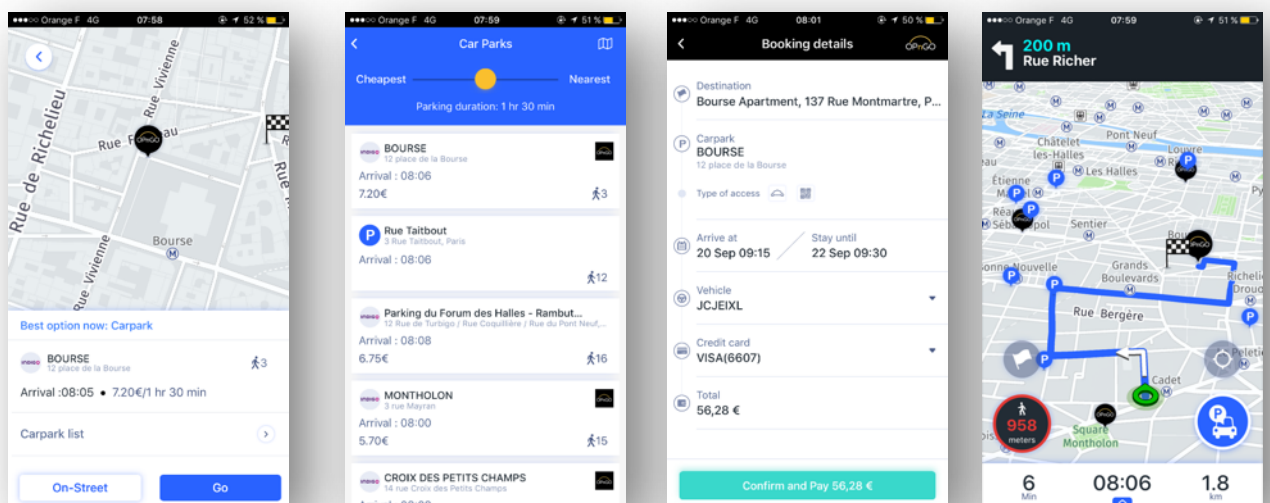 Orange F 4G 07:58 52 %
Rue de Richelieu
Rue Vivienne
Rue
au
OPnGO
Rue
Bourse
M
Rue Vivienne
Best option now: Carpark
INDIGO BOURSE
12 place de la Bourse
3
Arrival :08:05 • 7.20€/1 hr 30 min
Carpark list
On-Street
Go
Orange F 4G 07:59 51 %
Car Parks
Cheapest
Nearest
Parking duration: 1 hr 30 min
INDIGO BOURSE
12 place de la Bourse
Arrival : 08:06
7.20€
3
P Rue Taitbout
3 Rue Taitbout, Paris
Arrival : 08:06
12
INDIGO Parking du Forum des Halles - Rambut...
12 Rue de Turbigo / Rue Coquillière / Rue du Pont Neuf,...
Arrival : 08:08
6.75€
16
INDIGO MONTHOLON
3 rue Mayran
Arrival : 08:00
5.70€
15
INDIGO CROIX DES PETITS CHAMPS
14 rue Croix des Petits Champs
Orange F 4G 08:01 50 %
Booking details
OPnGO
Destination
Bourse Apartment, 137 Rue Montmartre, P...
P Carpark
BOURSE
12 place de la Bourse
Type of access
Arrive at
20 Sep 09:15
Stay until
22 Sep 09:30
Vehicle
JCJEIXL
Credit card
VISA(6607)
Total
56,28 €
Confirm and Pay 56,28 €
Orange F 4G 07:59 51 %
200 m
Rue Richer
La Seine
Châtelet
les-Halles
Pont Neuf
Louvre
Les Halles
Étienne
Sentier
Grands
Boulevards
Rue Bergère
Cadet
Square
Montholon
958
meters
6
Min
08:06
1.8
km